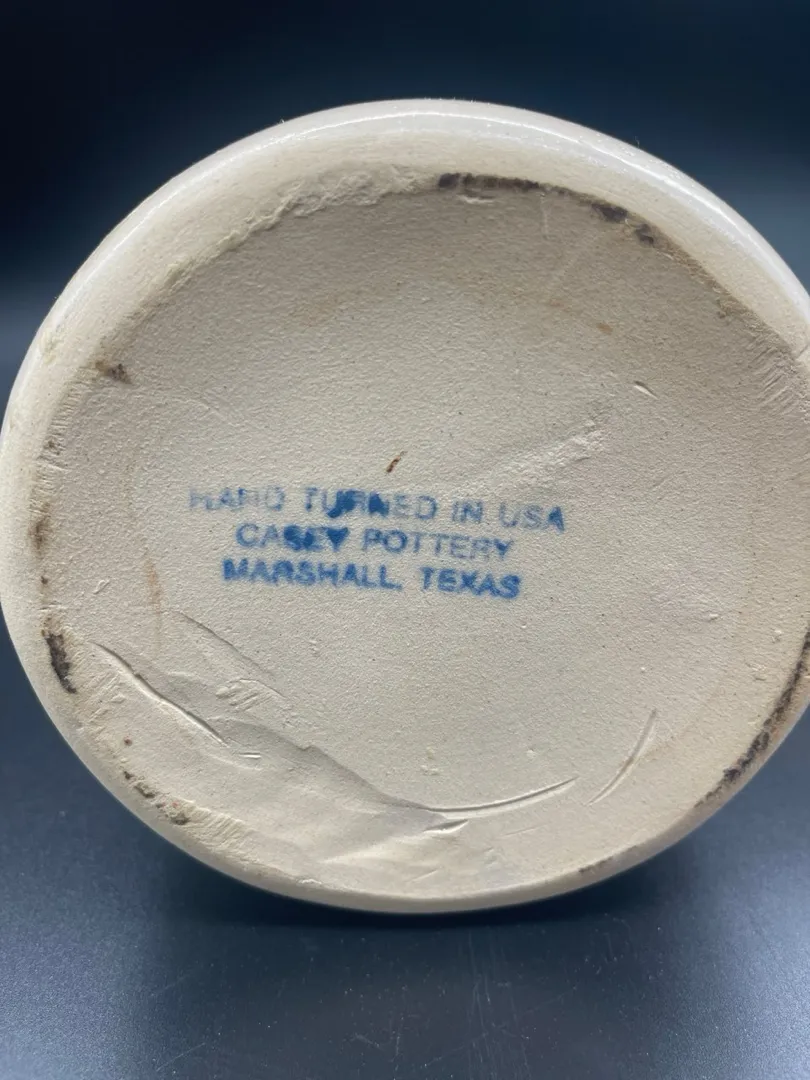 HAND TURNED IN USA
CASEY POTTERY
MARSHALL, TEXAS